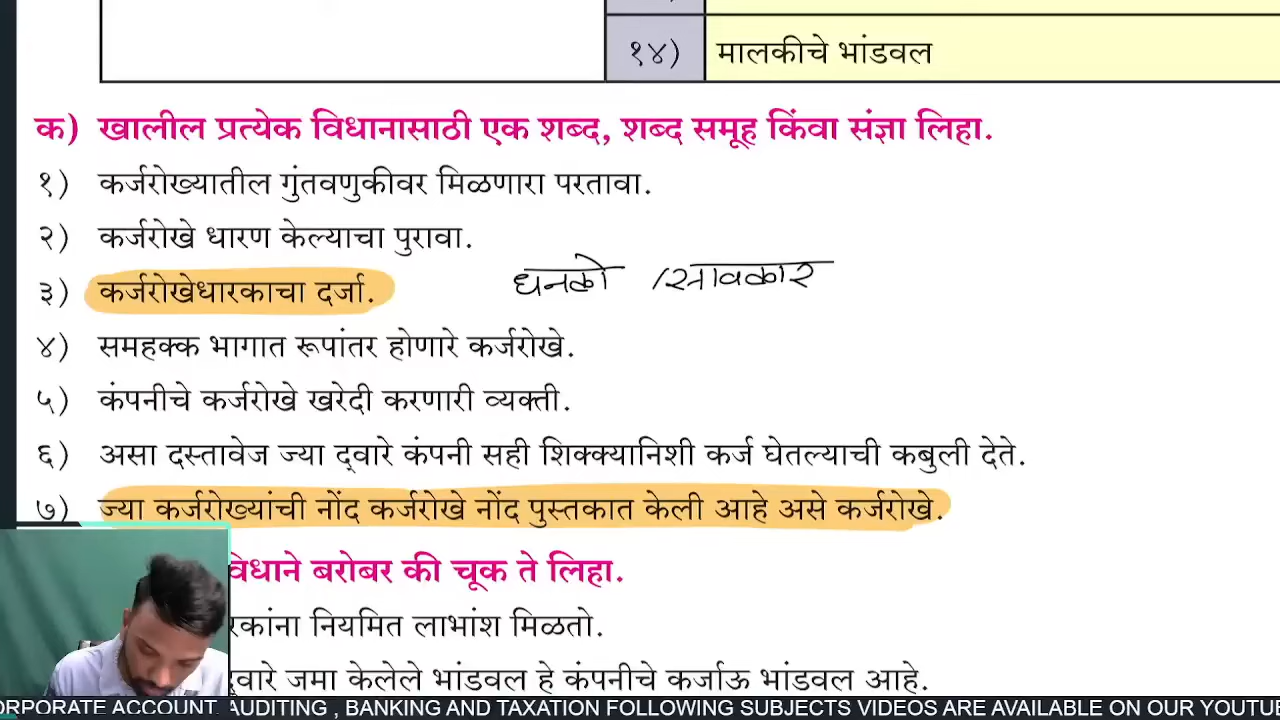 १४) मालकीचे भांडवल
क) खालील प्रत्येक विधानासाठी एक शब्द, शब्द समूह किंवा संज्ञा लिहा.
१) कर्जरोख्यातील गुंतवणुकीवर मिळणारा परतावा.
२) कर्जरोखे धारण केल्याचा पुरावा.
३) कर्जरोखेधारकाचा दर्जा. धनको /सावकार
४) समहक्क भागात रूपांतर होणारे कर्जरोखे.
५) कंपनीचे कर्जरोखे खरेदी करणारी व्यक्ती.
६) असा दस्तावेज ज्या द्वारे कंपनी सही शिक्क्यानिशी कर्ज घेतल्याची कबुली देते.
७) ज्या कर्जरोख्यांची नोंद कर्जरोखे नोंद पुस्तकात केली आहे असे कर्जरोखे.
विधाने बरोबर की चूक ते लिहा.
रकांना नियमित लाभांश मिळतो.
द्वारे जमा केलेले भांडवल हे कंपनीचे कर्जाऊ भांडवल आहे.
ORPORATE ACCOUNT AUDITING , BANKING AND TAXATION FOLLOWING SUBJECTS VIDEOS ARE AVAILABLE ON OUR YOUTU